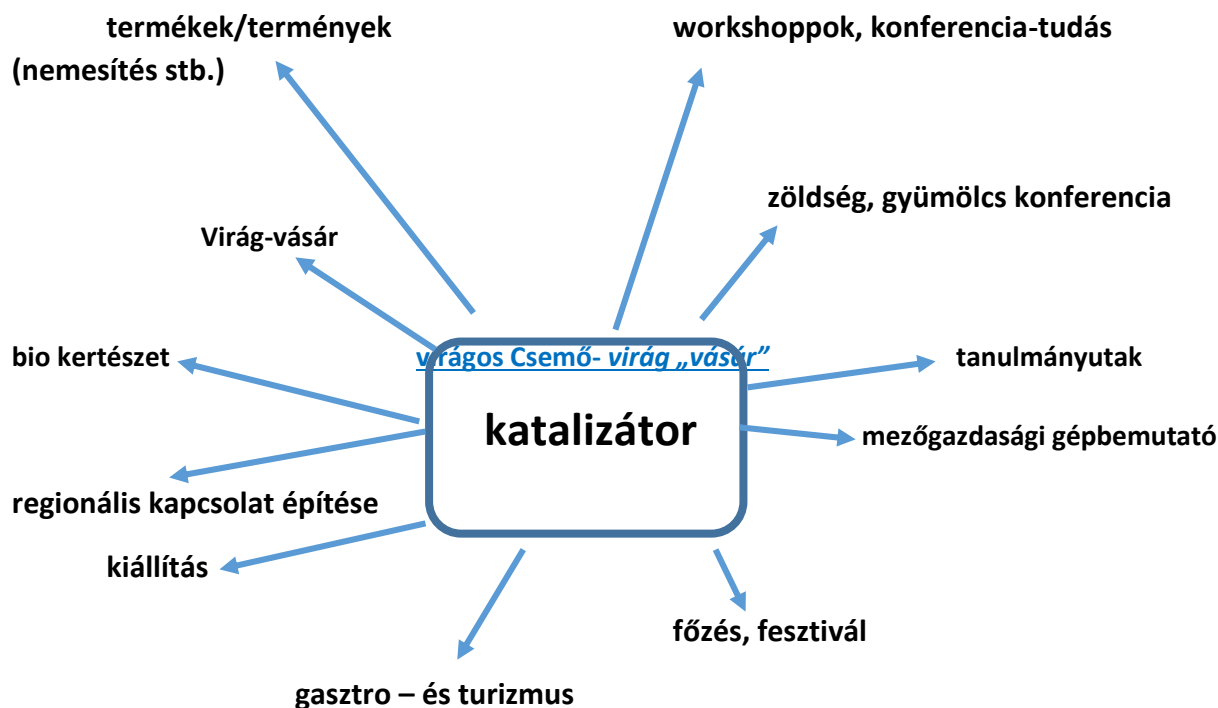 termékek/termények
workshoppok, konferencia-tudás
(nemesítés stb.)
zöldség, gyümölcs konferencia
Virág-vásár
bio kertészet
virágos Csemő- virág „vásár”
tanulmányutak
katalizátor
mezőgazdasági gépbemutató
regionális kapcsolat építése
kiállítás
főzés, fesztivál
gasztro – és turizmus